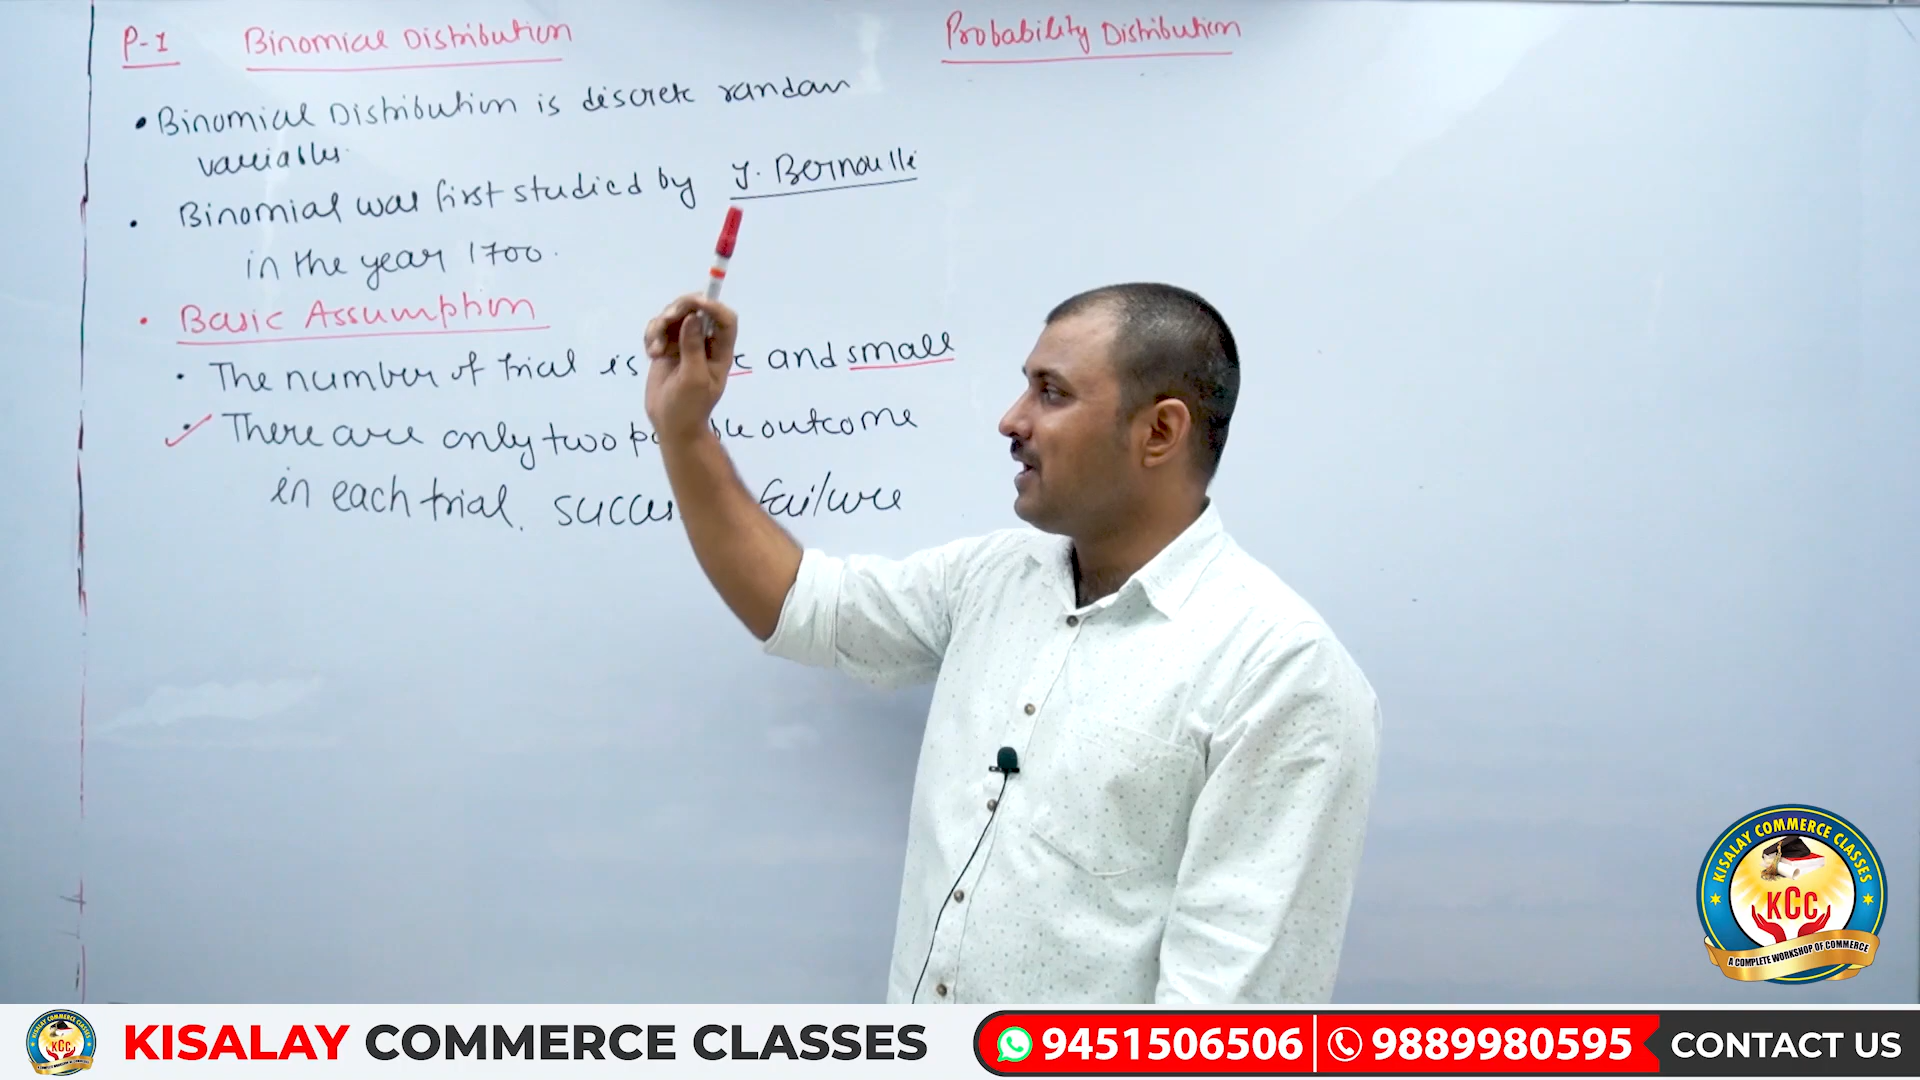 P-1 Binomial Distribution
Probability Distribution
• Binomial Distribution is discrete random
variables.
• Binomial was first studied by J. Bernoulli
in the year 1700.
• Basic Assumption
• The number of trial is and small
• There are only two outcome
in each trial. failure
KISALAY COMMERCE CLASSES
KCC
A COMPLETE WORKSHOP OF COMMERCE
KISALAY COMMERCE CLASSES 9451506506 9889980595 CONTACT US